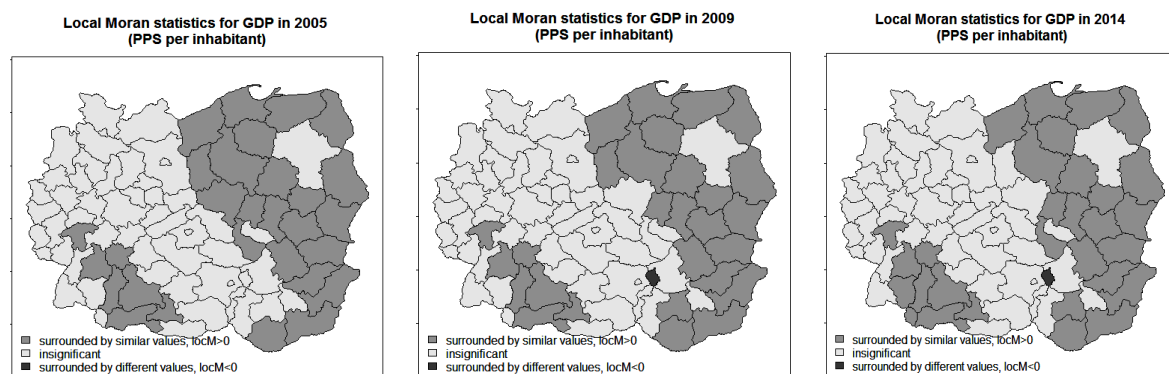 Local Moran statistics for GDP in 2005
(PPS per inhabitant)
surrounded by similar values, locM>0
insignificant
surrounded by different values, locM<0
Local Moran statistics for GDP in 2009
(PPS per inhabitant)
surrounded by similar values, locM>0
insignificant
surrounded by different values, locM<0
Local Moran statistics for GDP in 2014
(PPS per inhabitant)
surrounded by similar values, locM>0
insignificant
surrounded by different values, locM<0